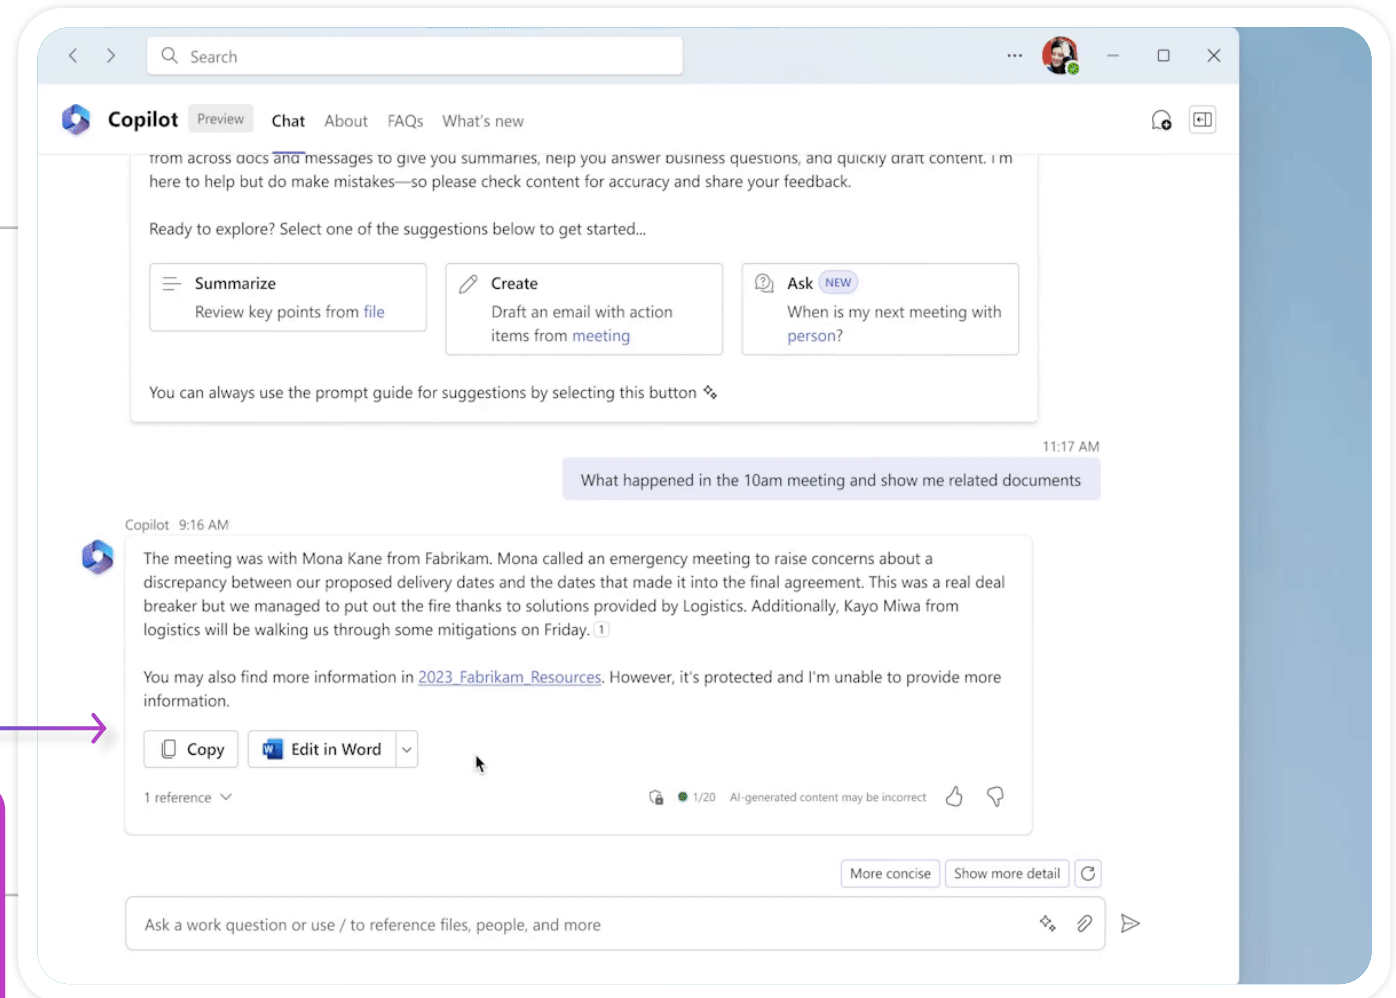 Search
Copilot Preview Chat About FAQs What's new
from across docs and messages to give you summaries, help you answer business questions, and quickly draft content. I'm
here to help but do make mistakes—so please check content for accuracy and share your feedback.
Ready to explore? Select one of the suggestions below to get started...
Summarize
Review key points from file
Create
Draft an email with action
items from meeting
Ask NEW
When is my next meeting with
person?
You can always use the prompt guide for suggestions by selecting this button
11:17 AM
What happened in the 10am meeting and show me related documents
Copilot 9:16 AM
The meeting was with Mona Kane from Fabrikam. Mona called an emergency meeting to raise concerns about a
discrepancy between our proposed delivery dates and the dates that made it into the final agreement. This was a real deal
breaker but we managed to put out the fire thanks to solutions provided by Logistics. Additionally, Kayo Miwa from
logistics will be walking us through some mitigations on Friday. 1
You may also find more information in 2023_Fabrikam_Resources. However, it's protected and I'm unable to provide more
information.
Copy
W Edit in Word
1 reference
1/20 AI-generated content may be incorrect
More concise
Show more detail
Ask a work question or use / to reference files, people, and more